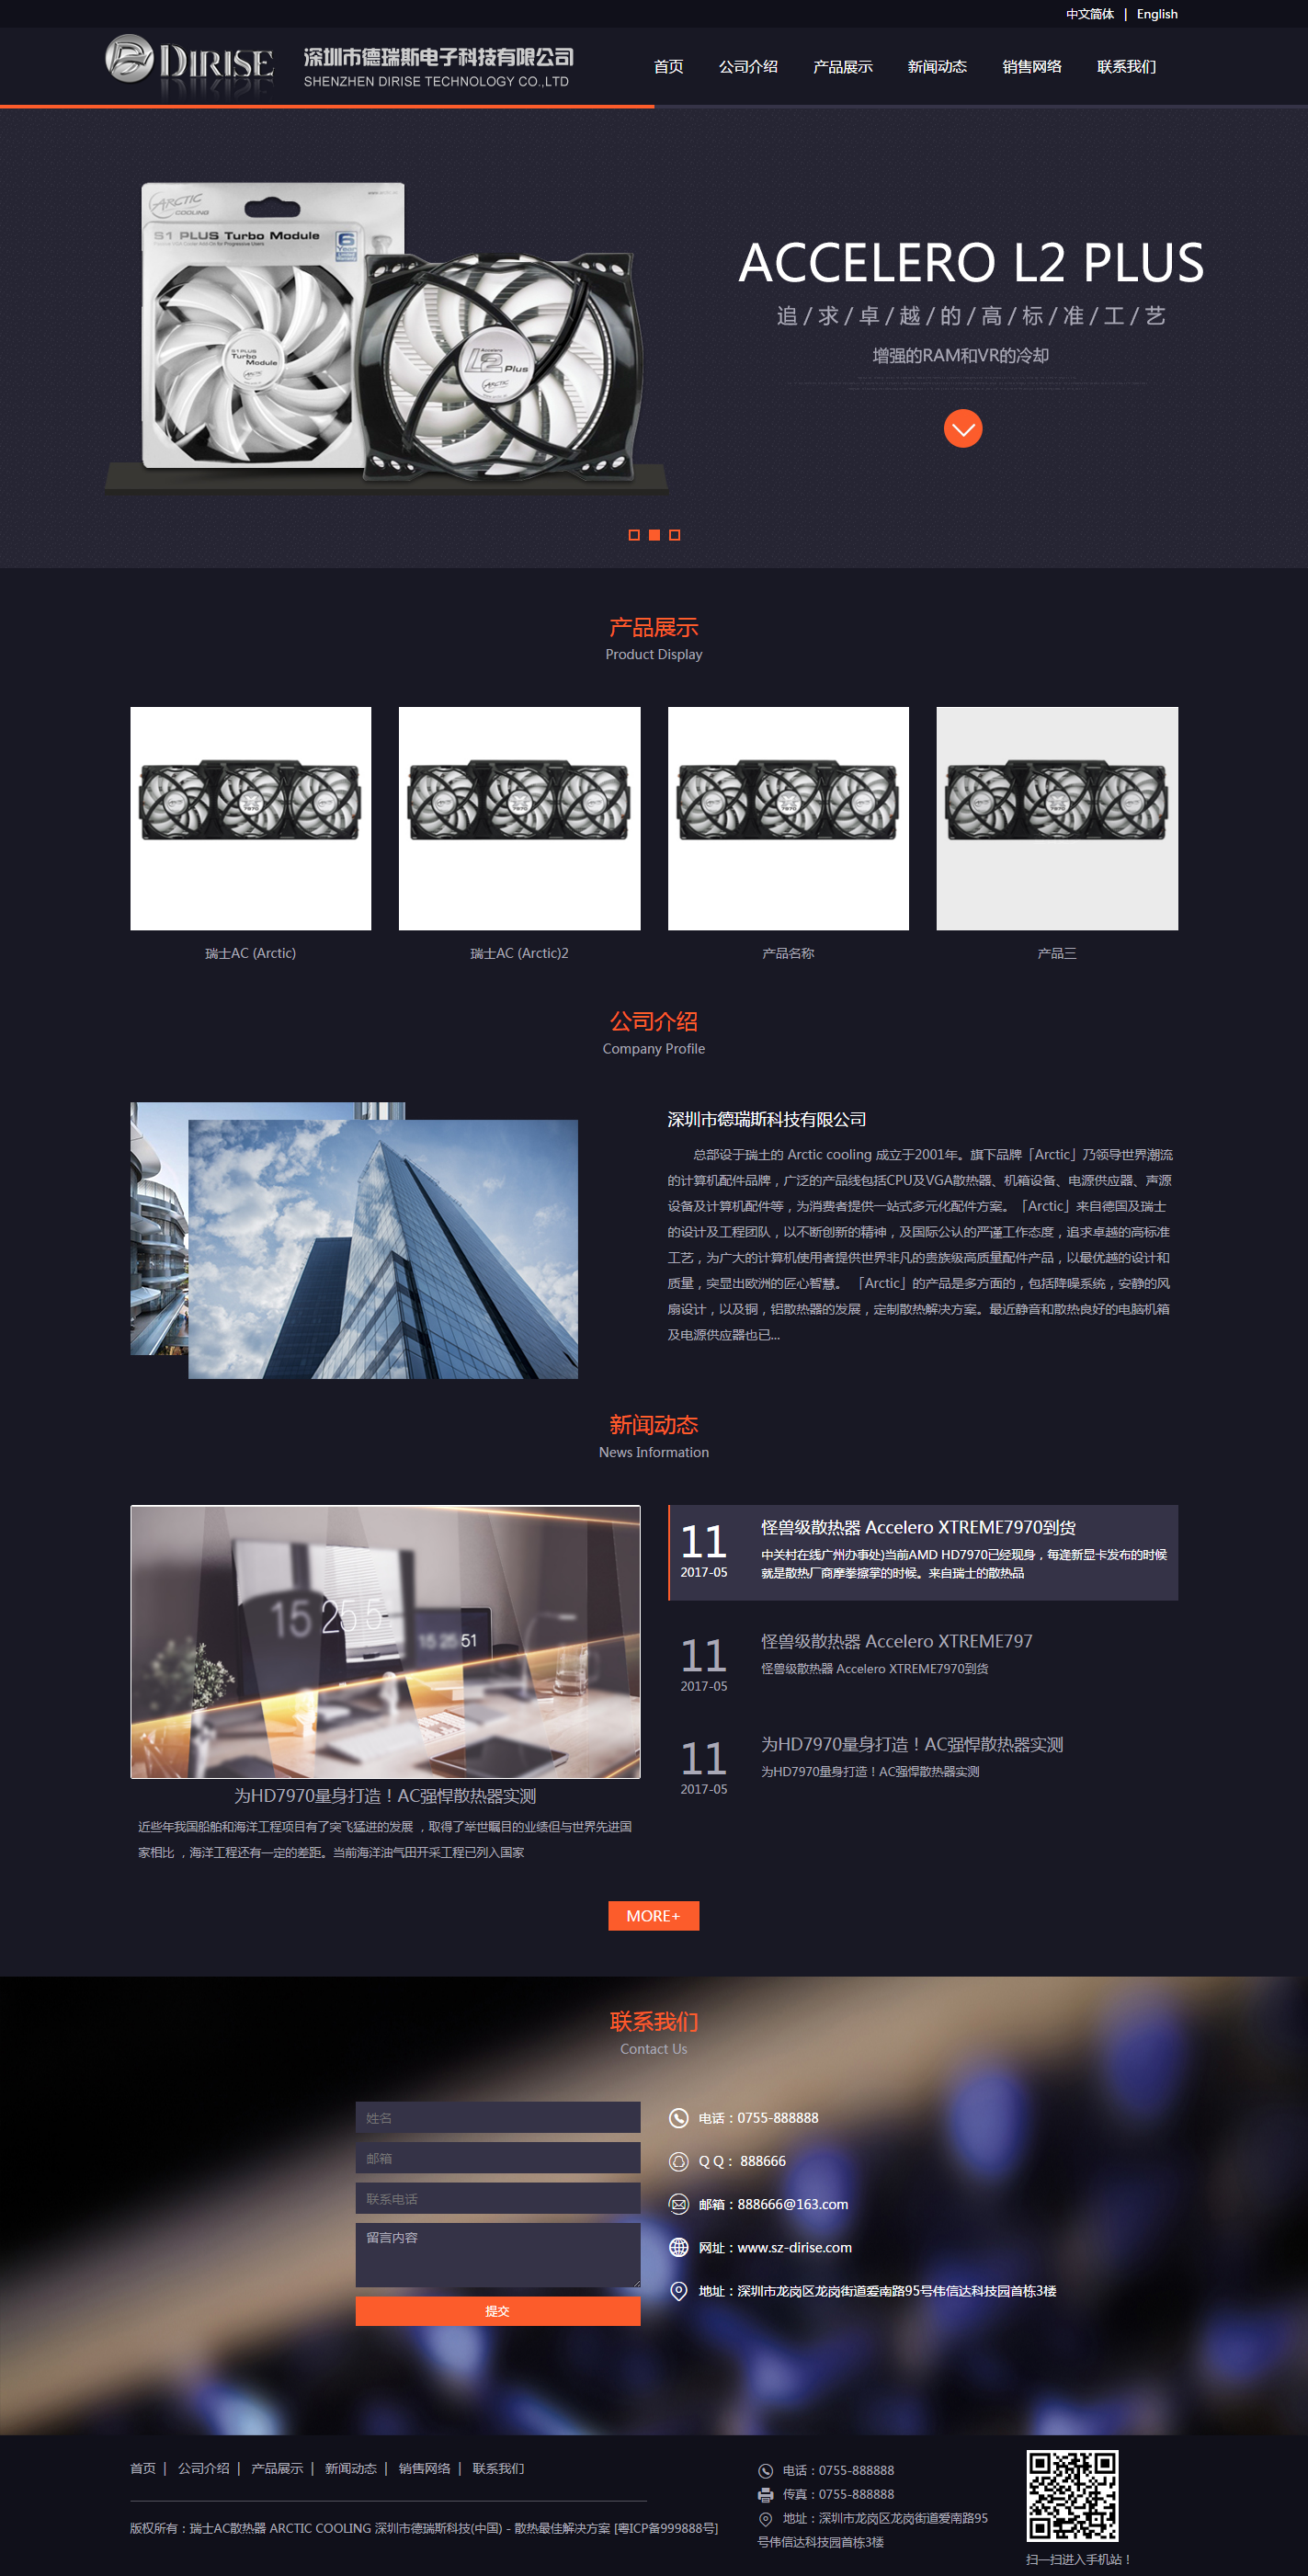 中文简体 | English
DIRISE
深圳市德瑞斯电子科技有限公司
SHENZHEN DIRISE TECHNOLOGY CO.,LTD
首页 公司介绍 产品展示 新闻动态 销售网络 联系我们
ARCTIC
COOLING
S1 PLUS Turbo Module
6
S1 PLUS
Turbo
Module
Accelero
L2 Plus
ARCTIC
ACCELERO L2 PLUS
追/求/卓/越/的/高/标/准/工/艺
增强的RAM和VR的冷却
产品展示
Product Display
瑞士AC (Arctic)
瑞士AC (Arctic)2
产品名称
产品三
公司介绍
Company Profile
深圳市德瑞斯科技有限公司
总部设于瑞士的 Arctic cooling 成立于2001年。旗下品牌「Arctic」乃领导世界潮流
的计算机配件品牌，广泛的产品线包括CPU及VGA散热器、机箱设备、电源供应器、声源
设备及计算机配件等，为消费者提供一站式多元化配件方案。「Arctic」来自德国及瑞士
的设计及工程团队，以不断创新的精神，及国际公认的严谨工作态度，追求卓越的高标准
工艺，为广大的计算机使用者提供世界非凡的贵族级高质量配件产品，以最优越的设计和
质量，突显出欧洲的匠心智慧。 「Arctic」的产品是多方面的，包括降噪系统，安静的风
扇设计，以及铜，铝散热器的发展，定制散热解决方案。最近静音和散热良好的电脑机箱
及电源供应器也已...
新闻动态
News Information
15 25 5
15 25 51
为HD7970量身打造！AC强悍散热器实测
近些年我国船舶和海洋工程项目有了突飞猛进的发展 ，取得了举世瞩目的业绩但与世界先进国
家相比 ，海洋工程还有一定的差距。当前海洋油气田开采工程已列入国家
11
2017-05
怪兽级散热器 Accelero XTREME7970到货
中关村在线广州办事处)当前AMD HD7970已经现身，每逢新显卡发布的时候
就是散热厂商摩拳擦掌的时候。来自瑞士的散热品
11
2017-05
怪兽级散热器 Accelero XTREME797
怪兽级散热器 Accelero XTREME7970到货
11
2017-05
为HD7970量身打造！AC强悍散热器实测
为HD7970量身打造！AC强悍散热器实测
MORE+
联系我们
Contact Us
姓名
邮箱
联系电话
留言内容
提交
电话：0755-888888
Q Q： 888666
邮箱：888666@163.com
网址：www.sz-dirise.com
地址：深圳市龙岗区龙岗街道爱南路95号伟信达科技园首栋3楼
首页 | 公司介绍 | 产品展示 | 新闻动态 | 销售网络 | 联系我们
版权所有：瑞士AC散热器 ARCTIC COOLING 深圳市德瑞斯科技(中国) - 散热最佳解决方案 [粤ICP备999888号]
电话：0755-888888
传真：0755-888888
地址：深圳市龙岗区龙岗街道爱南路95
号伟信达科技园首栋3楼
扫一扫进入手机站！